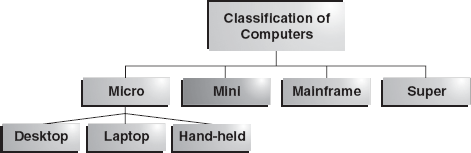 Classification of
Computers
Micro
Mini
Mainframe
Super
Desktop
Laptop
Hand-held